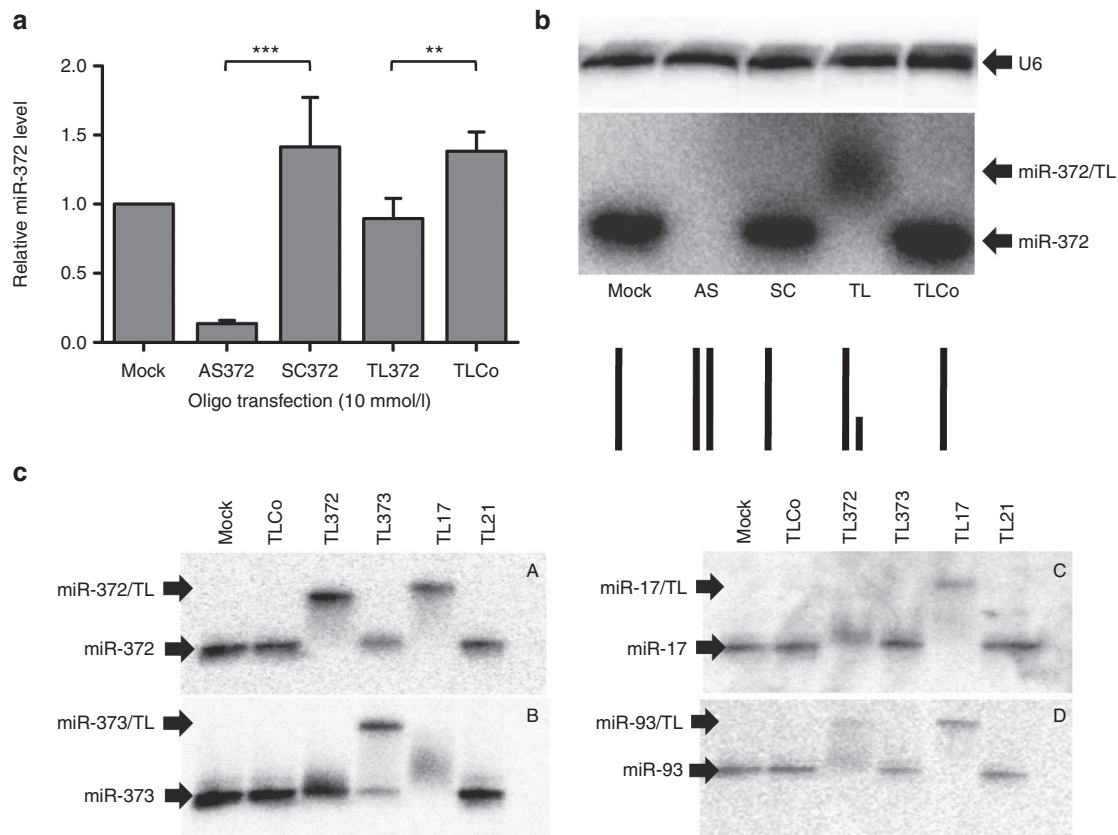 a
***
**
2.0
1.5
1.0
0.5
0.0
Relative miR-372 level
Mock AS372 SC372 TL372 TLCo
Oligo transfection (10 mmol/l)
b
U6
miR-372/TL
miR-372
Mock AS SC TL TLCo
c
Mock TLCo TL372 TL373 TL17 TL21
A
miR-372/TL
miR-372
B
miR-373/TL
miR-373
Mock TLCo TL372 TL373 TL17 TL21
C
miR-17/TL
miR-17
D
miR-93/TL
miR-93